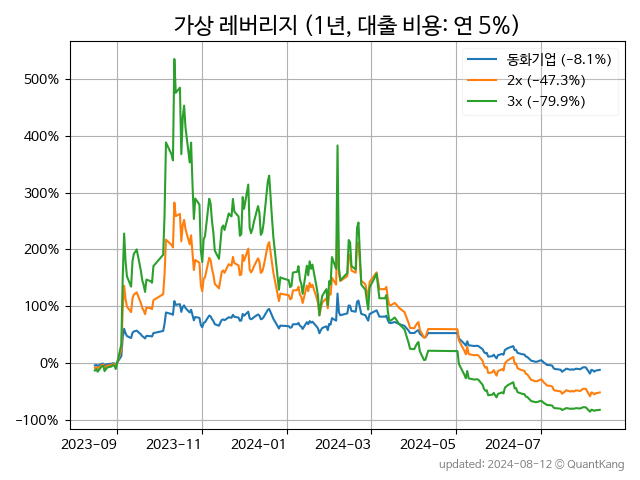 가상 레버리지 (1년, 대출 비용: 연 5%)
동화기업 (-8.1%)
2x (-47.3%)
3x (-79.9%)
500%
400%
300%
200%
100%
0%
-100%
2023-09
2023-11
2024-01
2024-03
2024-05
2024-07
updated: 2024-08-12 © QuantKang